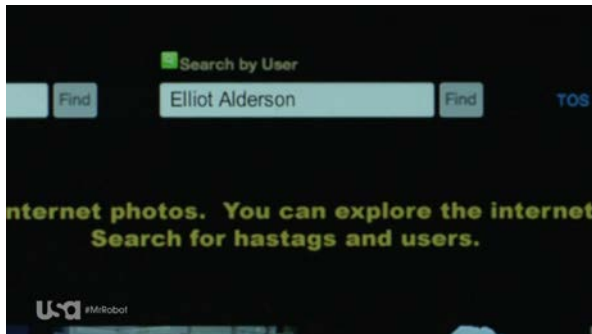 Search by User
Find
Elliot Alderson
Find
TOS
nternet photos. You can explore the internet
Search for hastags and users.
usa #MrRobot